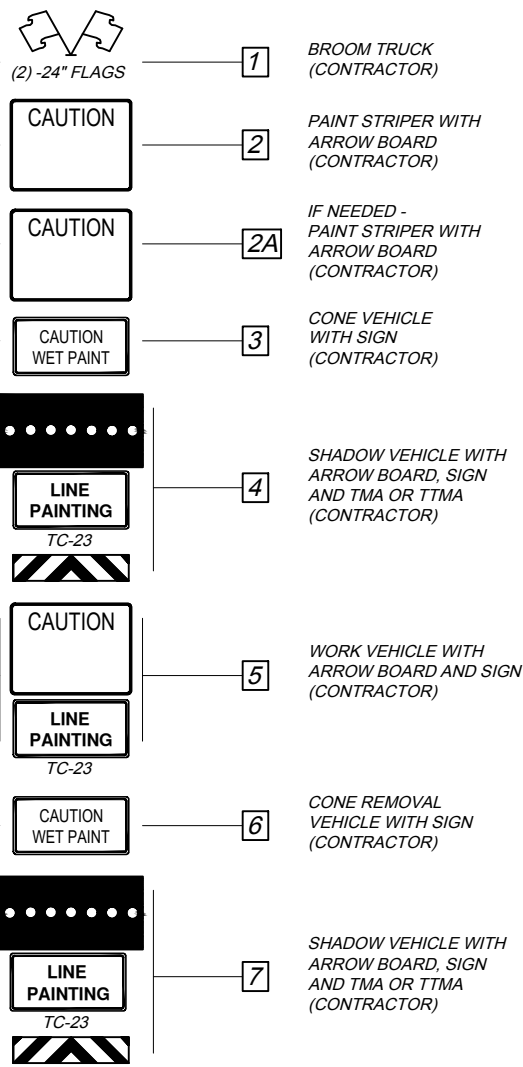 (2) -24" FLAGS
1
BROOM TRUCK
(CONTRACTOR)
CAUTION
2
PAINT STRIPER WITH
ARROW BOARD
(CONTRACTOR)
CAUTION
2A
IF NEEDED -
PAINT STRIPER WITH
ARROW BOARD
(CONTRACTOR)
CAUTION
WET PAINT
3
CONE VEHICLE
WITH SIGN
(CONTRACTOR)
LINE
PAINTING
TC-23
4
SHADOW VEHICLE WITH
ARROW BOARD, SIGN
AND TMA OR TTMA
(CONTRACTOR)
CAUTION
LINE
PAINTING
TC-23
5
WORK VEHICLE WITH
ARROW BOARD AND SIGN
(CONTRACTOR)
CAUTION
WET PAINT
6
CONE REMOVAL
VEHICLE WITH SIGN
(CONTRACTOR)
LINE
PAINTING
TC-23
7
SHADOW VEHICLE WITH
ARROW BOARD, SIGN
AND TMA OR TTMA
(CONTRACTOR)